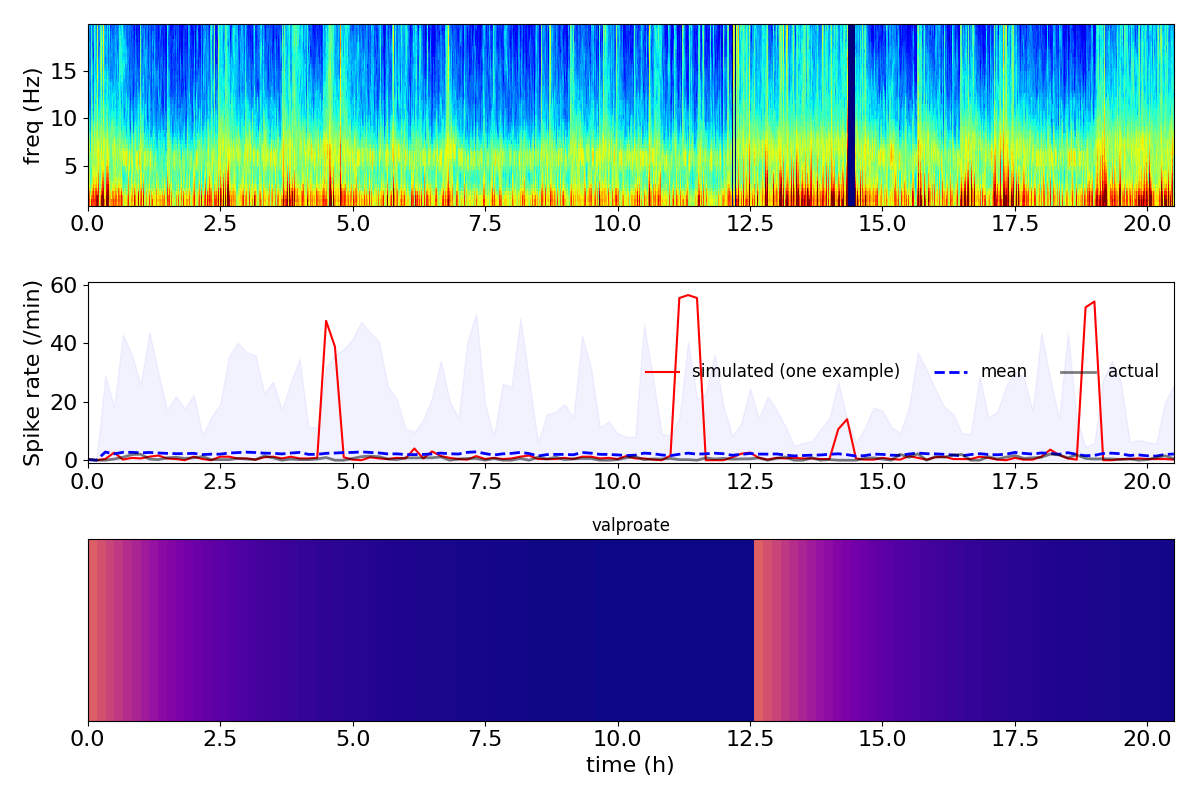 freq (Hz)
15
10
5
0.0 2.5 5.0 7.5 10.0 12.5 15.0 17.5 20.0
Spike rate (/min)
60
40
20
0
simulated (one example) mean actual
0.0 2.5 5.0 7.5 10.0 12.5 15.0 17.5 20.0
valproate
0.0 2.5 5.0 7.5 10.0 12.5 15.0 17.5 20.0
time (h)